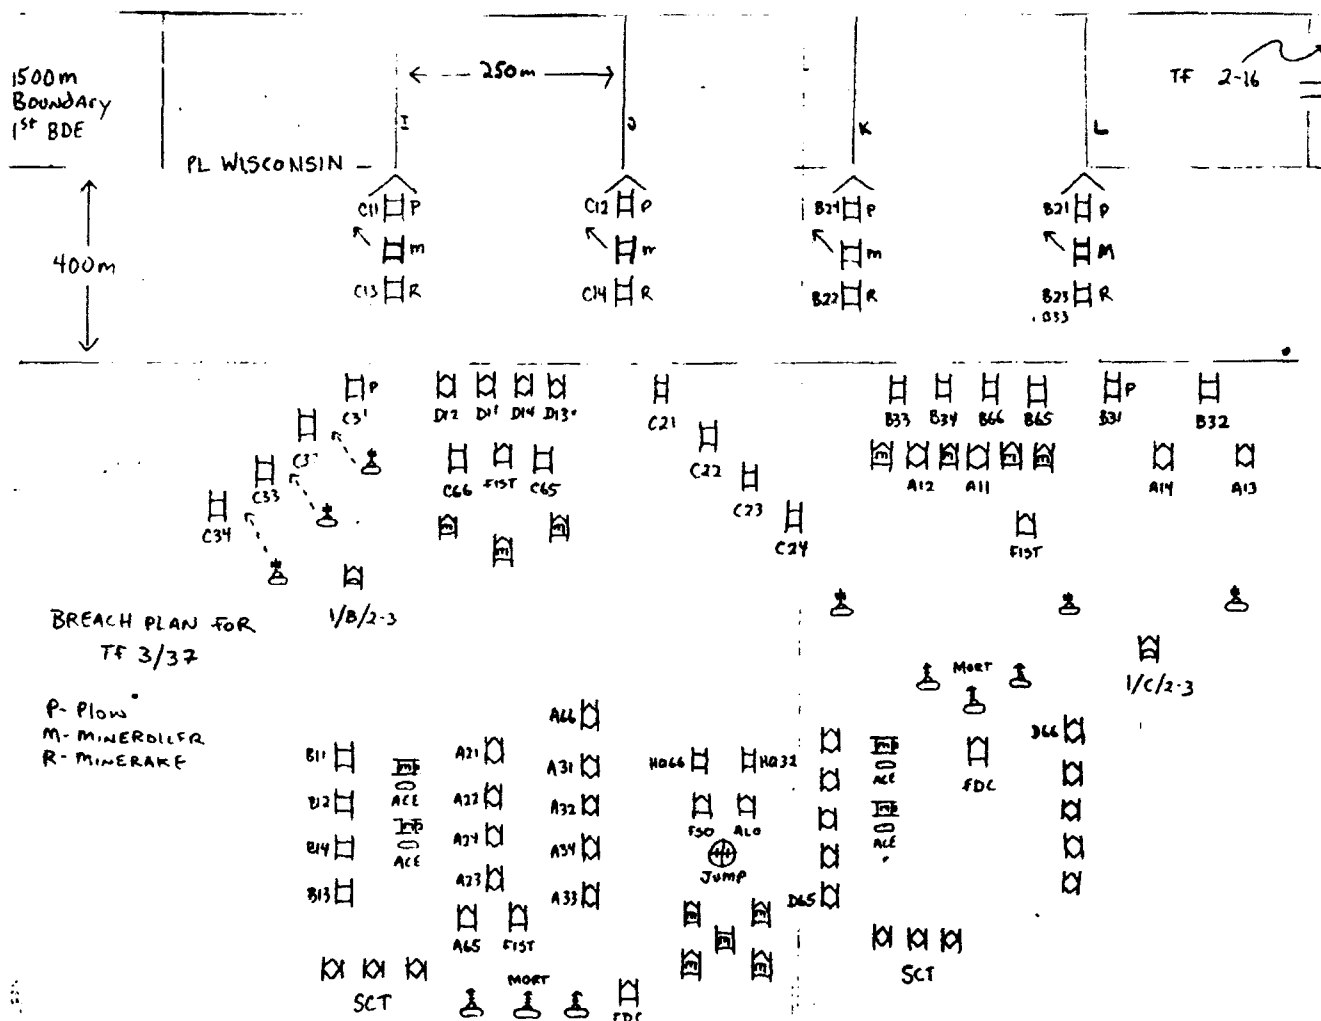 1500m
BOUNDARY
1ST BDE
250m
TF 2-16
I
J
K
L
PL WISCONSIN
C11 P
C12 P
B24 P
B21 P
m
m
m
M
400m
C13 R
C14 R
B22 R
B23 R
B33
P
C31
D12
D11
D14
D13
C21
B33
B34
B66
B65
P
B31
B32
C33
C66
FIST
C65
C22
E
A12
E
A11
E
E
A14
A13
C34
E
E
E
C23
C24
FIST
1/B/2-3
BREACH PLAN FOR
TF 3/37
MORT
1/C/2-3
P- PLOW
M- MINEROLLER
R- MINERAKE
A66
D66
B11
ACE
A21
A31
HQ66
HQ32
ACE
FDC
B12
A22
A32
FSO
ALO
ACE
B14
ACE
A24
A34
JUMP
B13
A23
A33
D65
A65
FIST
E
E
E
E
E
SCT
MORT
FDC
SCT